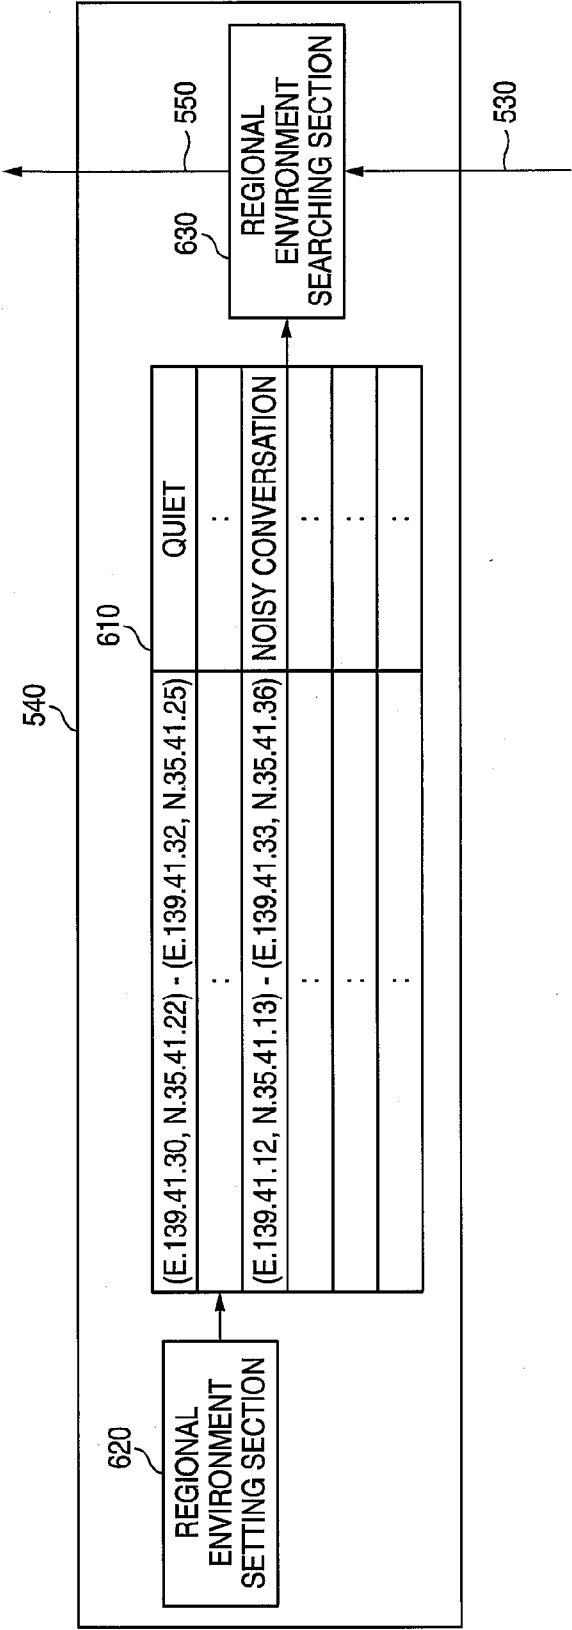 540
620
REGIONAL
ENVIRONMENT
SETTING SECTION
610
(E.139.41.30, N.35.41.22) - (E.139.41.32, N.35.41.25)
QUIET
:
:
(E.139.41.12, N.35.41.13) - (E.139.41.33, N.35.41.36)
NOISY CONVERSATION
:
:
:
:
:
:
630
REGIONAL
ENVIRONMENT
SEARCHING SECTION
550
530